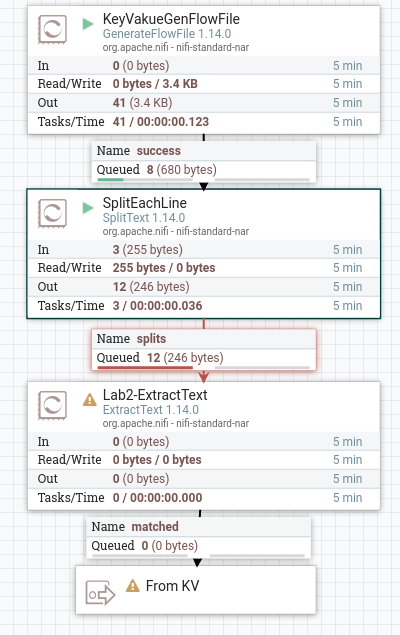 KeyVakueGenFlowFile
GenerateFlowFile 1.14.0
org.apache.nifi - nifi-standard-nar
In 0 (0 bytes) 5 min
Read/Write 0 bytes / 3.4 KB 5 min
Out 41 (3.4 KB) 5 min
Tasks/Time 41 / 00:00:00.123 5 min
Name success
Queued 8 (680 bytes)
SplitEachLine
SplitText 1.14.0
org.apache.nifi - nifi-standard-nar
In 3 (255 bytes) 5 min
Read/Write 255 bytes / 0 bytes 5 min
Out 12 (246 bytes) 5 min
Tasks/Time 3 / 00:00:00.036 5 min
Name splits
Queued 12 (246 bytes)
Lab2-ExtractText
ExtractText 1.14.0
org.apache.nifi - nifi-standard-nar
In 0 (0 bytes) 5 min
Read/Write 0 bytes / 0 bytes 5 min
Out 0 (0 bytes) 5 min
Tasks/Time 0 / 00:00:00.000 5 min
Name matched
Queued 0 (0 bytes)
From KV